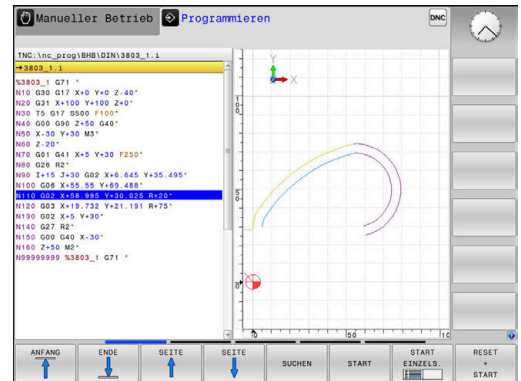 Manueller Betrieb
Programmieren
DNC
TNC:\nc_prog\BHB\DIN\3803_1.i
→3803_1.i
%3803_1 G71 *
N10 G30 G17 X+0 Y+0 Z-40*
N20 G31 X+100 Y+100 Z+0*
N30 T5 G17 S500 F100*
N40 G00 G90 Z+50 G40*
N50 X-30 Y+30 M3*
N60 Z-20*
N70 G01 G41 X+5 Y+30 F250*
N80 G26 R2*
N90 I+15 J+30 G02 X+6.645 Y+35.495*
N100 G06 X+55.55 Y+69.488*
N110 G02 X+58.995 Y+30.025 R+20*
N120 G03 X+19.732 Y+21.191 R+75*
N130 G02 X+5 Y+30*
N140 G27 R2*
N150 G00 G40 X-30*
N160 Z+50 M2*
N99999999 %3803_1 G71 *
Y
X
100
50
0
0
50
10
ANFANG
ENDE
SEITE
SEITE
SUCHEN
START
START
EINZELS.
RESET
+
START